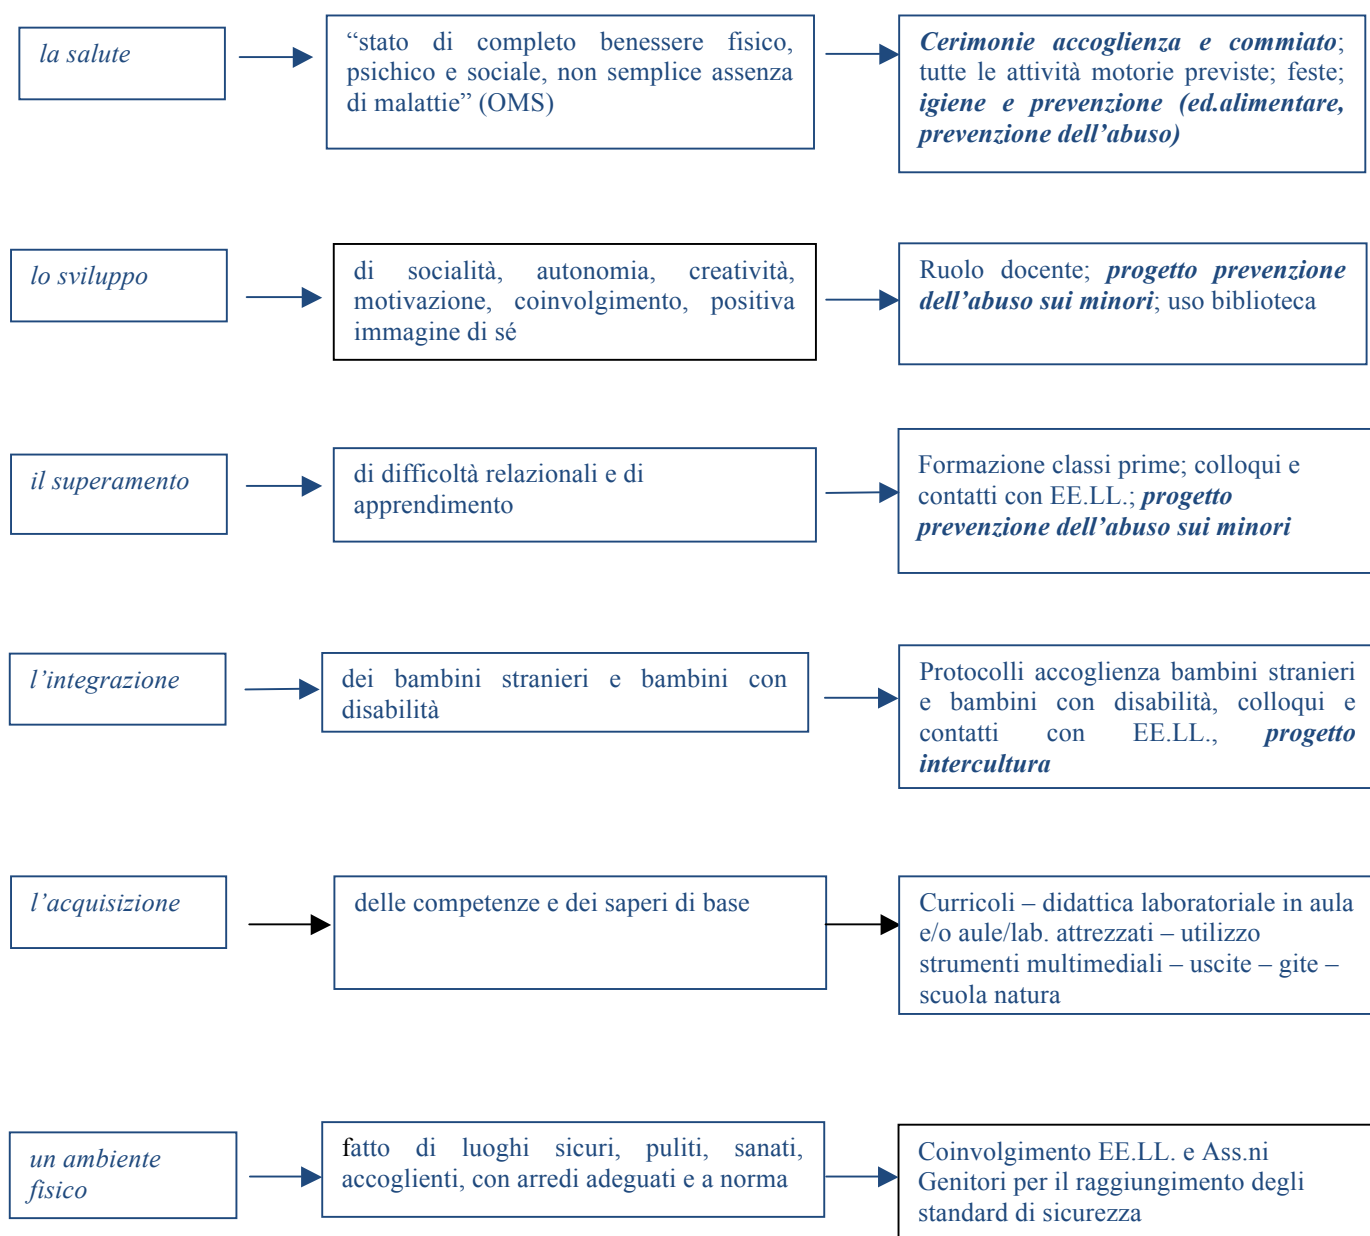 la salute
“stato di completo benessere fisico,
psichico e sociale, non semplice assenza
di malattie” (OMS)
Cerimonie accoglienza e commiato;
tutte le attività motorie previste; feste;
igiene e prevenzione (ed.alimentare,
prevenzione dell’abuso)
lo sviluppo
di socialità, autonomia, creatività,
motivazione, coinvolgimento, positiva
immagine di sé
Ruolo docente; progetto prevenzione
dell’abuso sui minori; uso biblioteca
il superamento
di difficoltà relazionali e di
apprendimento
Formazione classi prime; colloqui e
contatti con EE.LL.; progetto
prevenzione dell’abuso sui minori
l’integrazione
dei bambini stranieri e bambini con
disabilità
Protocolli accoglienza bambini stranieri
e bambini con disabilità, colloqui e
contatti con EE.LL., progetto
intercultura
l’acquisizione
delle competenze e dei saperi di base
Curricoli – didattica laboratoriale in aula
e/o aule/lab. attrezzati – utilizzo
strumenti multimediali – uscite – gite –
scuola natura
un ambiente
fisico
fatto di luoghi sicuri, puliti, sanati,
accoglienti, con arredi adeguati e a norma
Coinvolgimento EE.LL. e Ass.ni
Genitori per il raggiungimento degli
standard di sicurezza